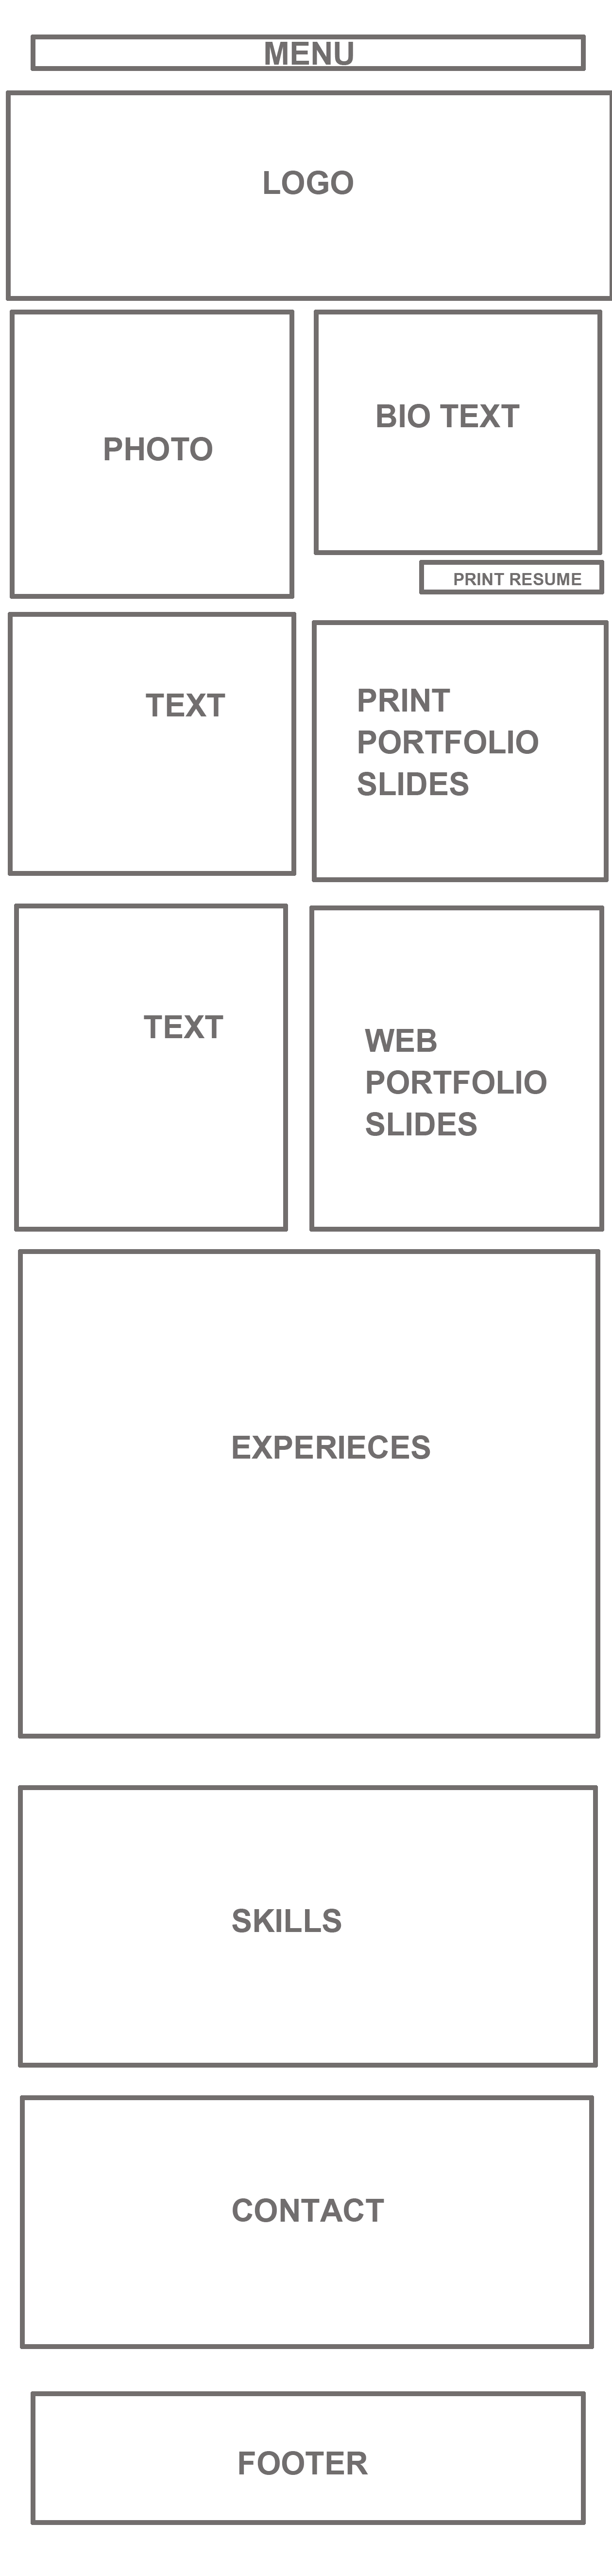 MENU
LOGO
PHOTO
BIO TEXT
PRINT RESUME
TEXT
PRINT
PORTFOLIO
SLIDES
TEXT
WEB
PORTFOLIO
SLIDES
EXPERIECES
SKILLS
CONTACT
FOOTER